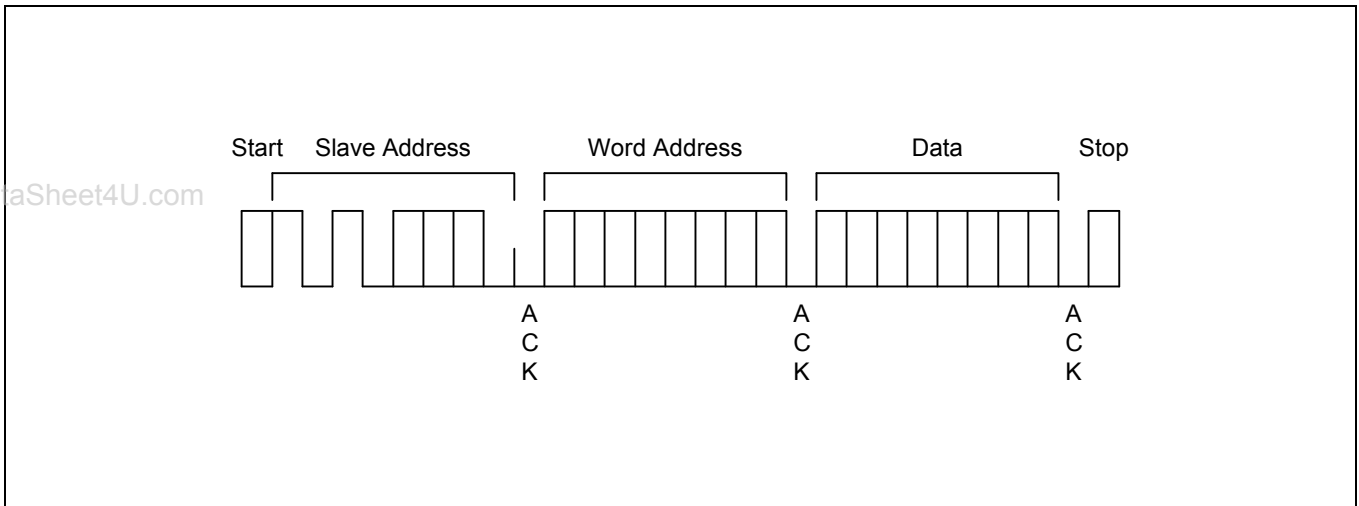 Start Slave Address Word Address Data Stop
taSheet4U.com
A A A
C C C
K K K